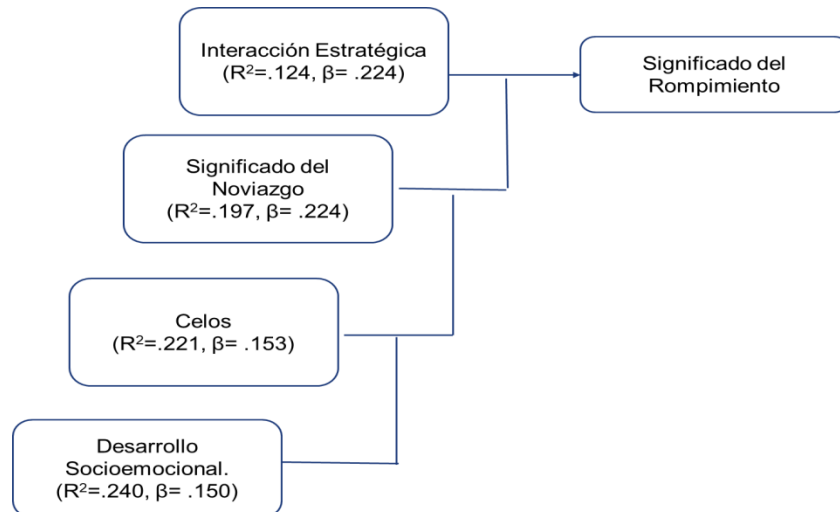 Interacción Estratégica
(R²=.124, β= .224)
Significado del
Rompimiento
Significado del
Noviazgo
(R²=.197, β= .224)
Celos
(R²=.221, β= .153)
Desarrollo
Socioemocional.
(R²=.240, β= .150)